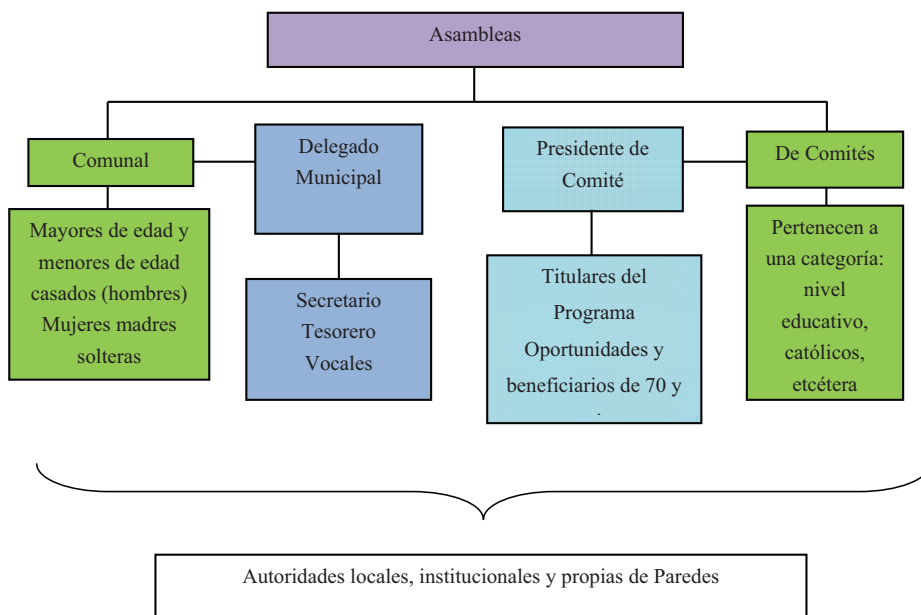 Asambleas
Comunal
Delegado
Municipal
Presidente de
Comité
De Comités
Mayores de edad y
menores de edad
casados (hombres)
Mujeres madres
solteras
Secretario
Tesorero
Vocales
Titulares del
Programa
Oportunidades y
beneficiarios de 70 y
Pertenecen a
una categoría:
nivel
educativo,
católicos,
etcétera
Autoridades locales, institucionales y propias de Paredes